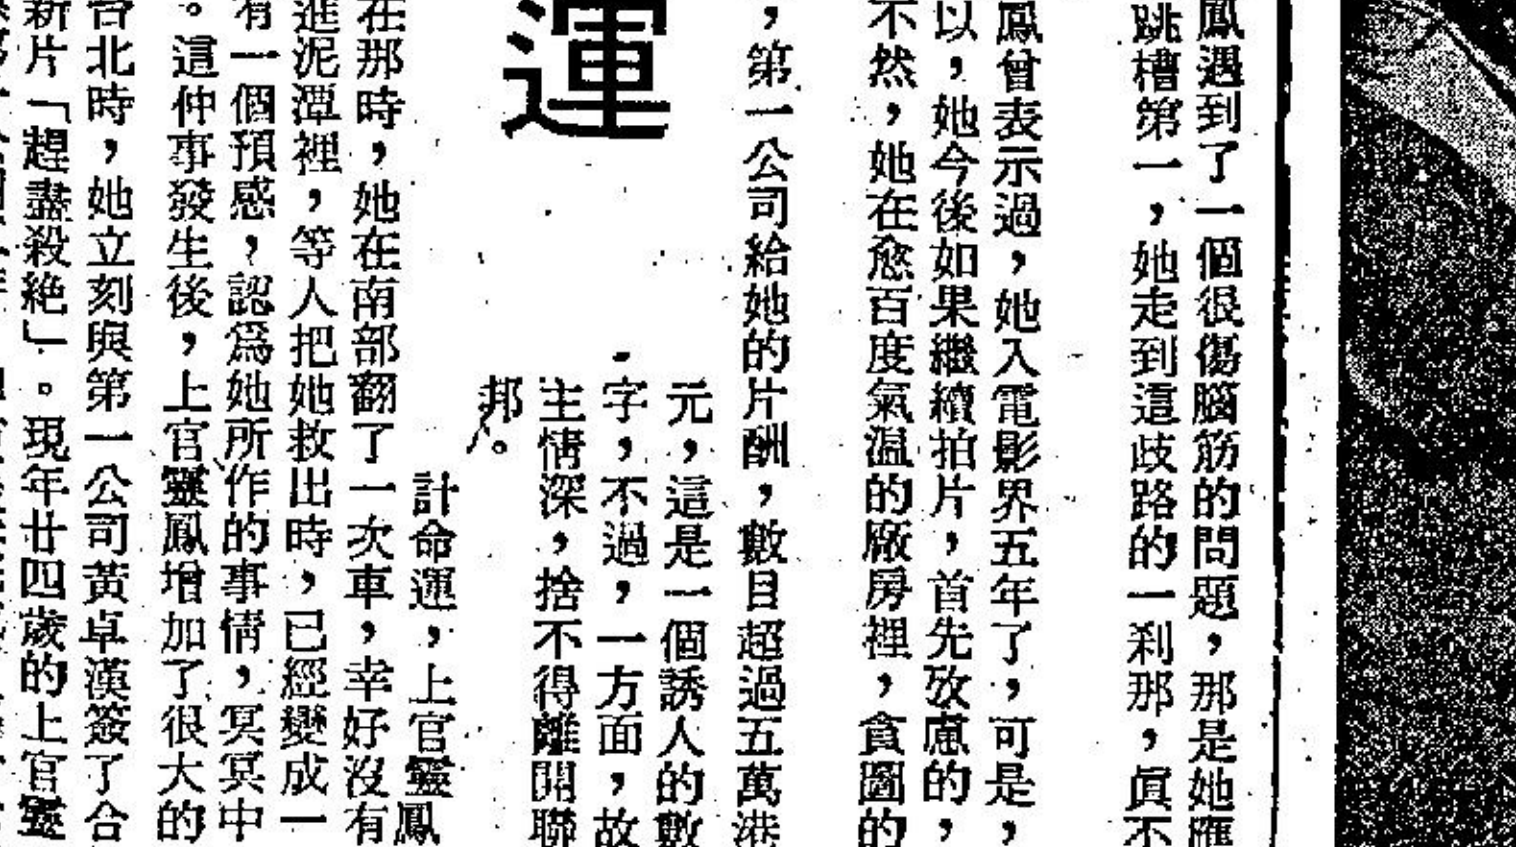 鳳遇到了一個很傷腦筋的問題，那是她應
跳槽第一，她走到這歧路的一刹那，眞不
鳳曾表示過，她入電影界五年了，可是，
以，她今後如果繼續拍片，首先攷慮的，
不然，她在愈百度氣温的廠房裡，貪圖的
，第一公司給她的片酬，數目超過五萬港
元，這是一個誘人的數
字，不過，一方面，故
主情深，捨不得離開聯
邦。
運
計命運，上官靈鳳
在那時，她在南部翻了一次車，幸好沒有
進泥潭裡，等人把她救出時，已經變成一
有一個預感，認爲她所作的事情，冥冥中
。這件事發生後，上官靈鳳增加了很大的
台北時，她立刻與第一公司黃卓漢簽了合
新片「趕盡殺絶」。現年廿四歲的上官靈